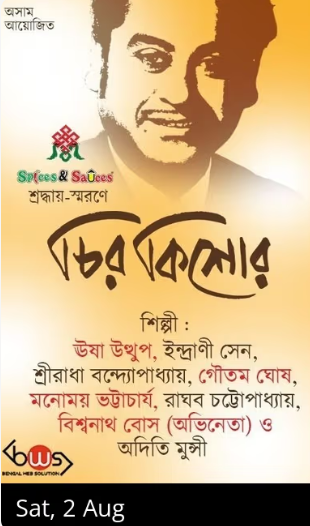 অসাম
আয়োজিত
Spices & Sauces
শ্রদ্ধায়-স্মরণে
চির কিশোর
শিল্পী :
ঊষা উত্থুপ, ইন্দ্রাণী সেন,
শ্রীরাধা বন্দ্যোপাধ্যায়, গৌতম ঘোষ,
মনোময় ভট্টাচার্য, রাঘব চট্টোপাধ্যায়,
বিশ্বনাথ বোস (অভিনেতা) ও
অদিতি মুন্সী
bws
BENGAL WEB SOLUTION
Sat, 2 Aug